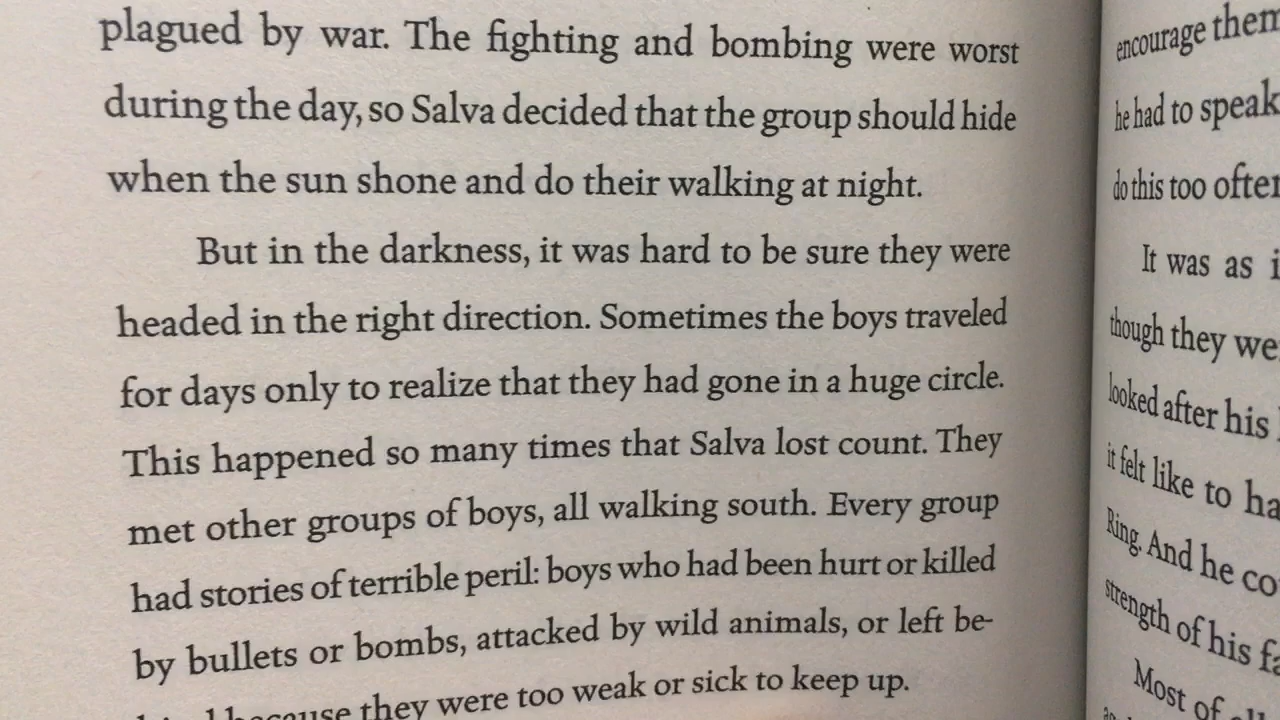 plagued by war. The fighting and bombing were worst
during the day, so Salva decided that the group should hide
when the sun shone and do their walking at night.
But in the darkness, it was hard to be sure they were
headed in the right direction. Sometimes the boys traveled
for days only to realize that they had gone in a huge circle.
This happened so many times that Salva lost count. They
met other groups of boys, all walking south. Every group
had stories of terrible peril: boys who had been hurt or killed
by bullets or bombs, attacked by wild animals, or left be-
because they were too weak or sick to keep up.
encourage them
he had to speak
do this too often
It was as
though they we
looked after his
it felt like to ha
Ring. And he co
strength of his fa
Most of